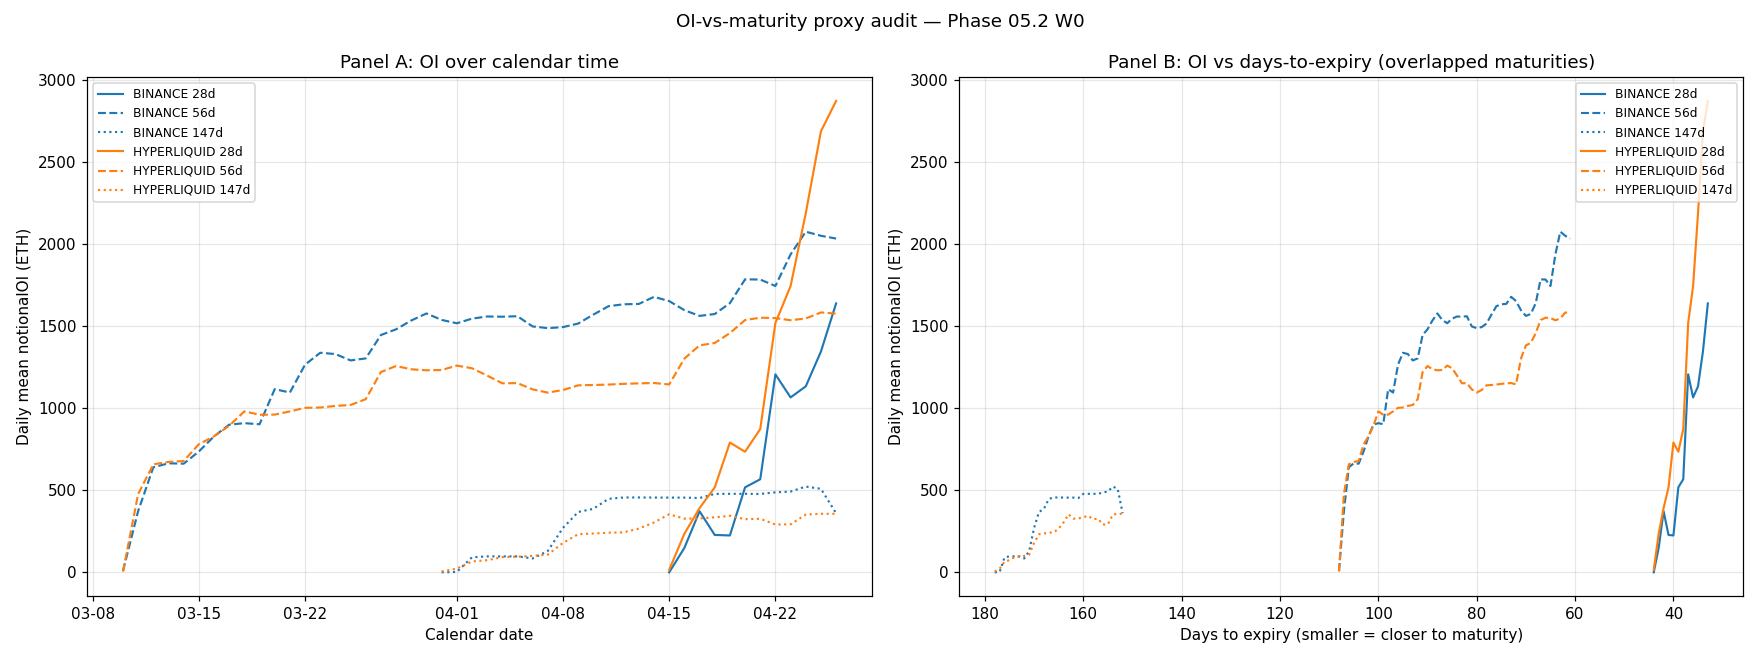 OI-vs-maturity proxy audit — Phase 05.2 W0
Panel A: OI over calendar time
3000
2500
2000
1500
1000
500
0
Daily mean notionalOI (ETH)
BINANCE 28d
BINANCE 56d
BINANCE 147d
HYPERLIQUID 28d
HYPERLIQUID 56d
HYPERLIQUID 147d
03-08 03-15 03-22 04-01 04-08 04-15 04-22
Calendar date
Panel B: OI vs days-to-expiry (overlapped maturities)
3000
2500
2000
1500
1000
500
0
Daily mean notionalOI (ETH)
BINANCE 28d
BINANCE 56d
BINANCE 147d
HYPERLIQUID 28d
HYPERLIQUID 56d
HYPERLIQUID 147d
180 160 140 120 100 80 60 40
Days to expiry (smaller = closer to maturity)